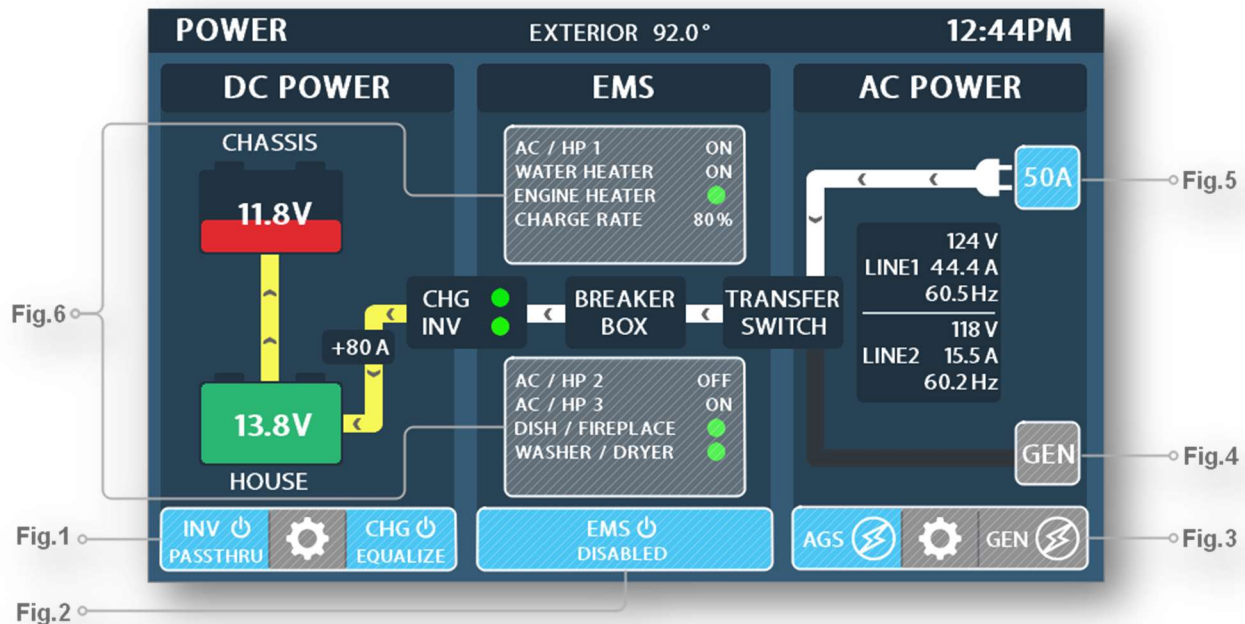 POWER EXTERIOR 92.0° 12:44PM
DC POWER
CHASSIS
11.8V
+80 A
13.8V
HOUSE
INV PASSTHRU
CHG EQUALIZE
EMS
AC / HP 1 ON
WATER HEATER ON
ENGINE HEATER
CHARGE RATE 80%
CHG
INV
BREAKER
BOX
TRANSFER
SWITCH
AC / HP 2 OFF
AC / HP 3 ON
DISH / FIREPLACE
WASHER / DRYER
EMS
DISABLED
AC POWER
50A
124 V
LINE1 44.4 A
60.5Hz
118 V
LINE2 15.5 A
60.2Hz
GEN
AGS GEN
Fig.6
Fig.1
Fig.2
Fig.5
Fig.4
Fig.3